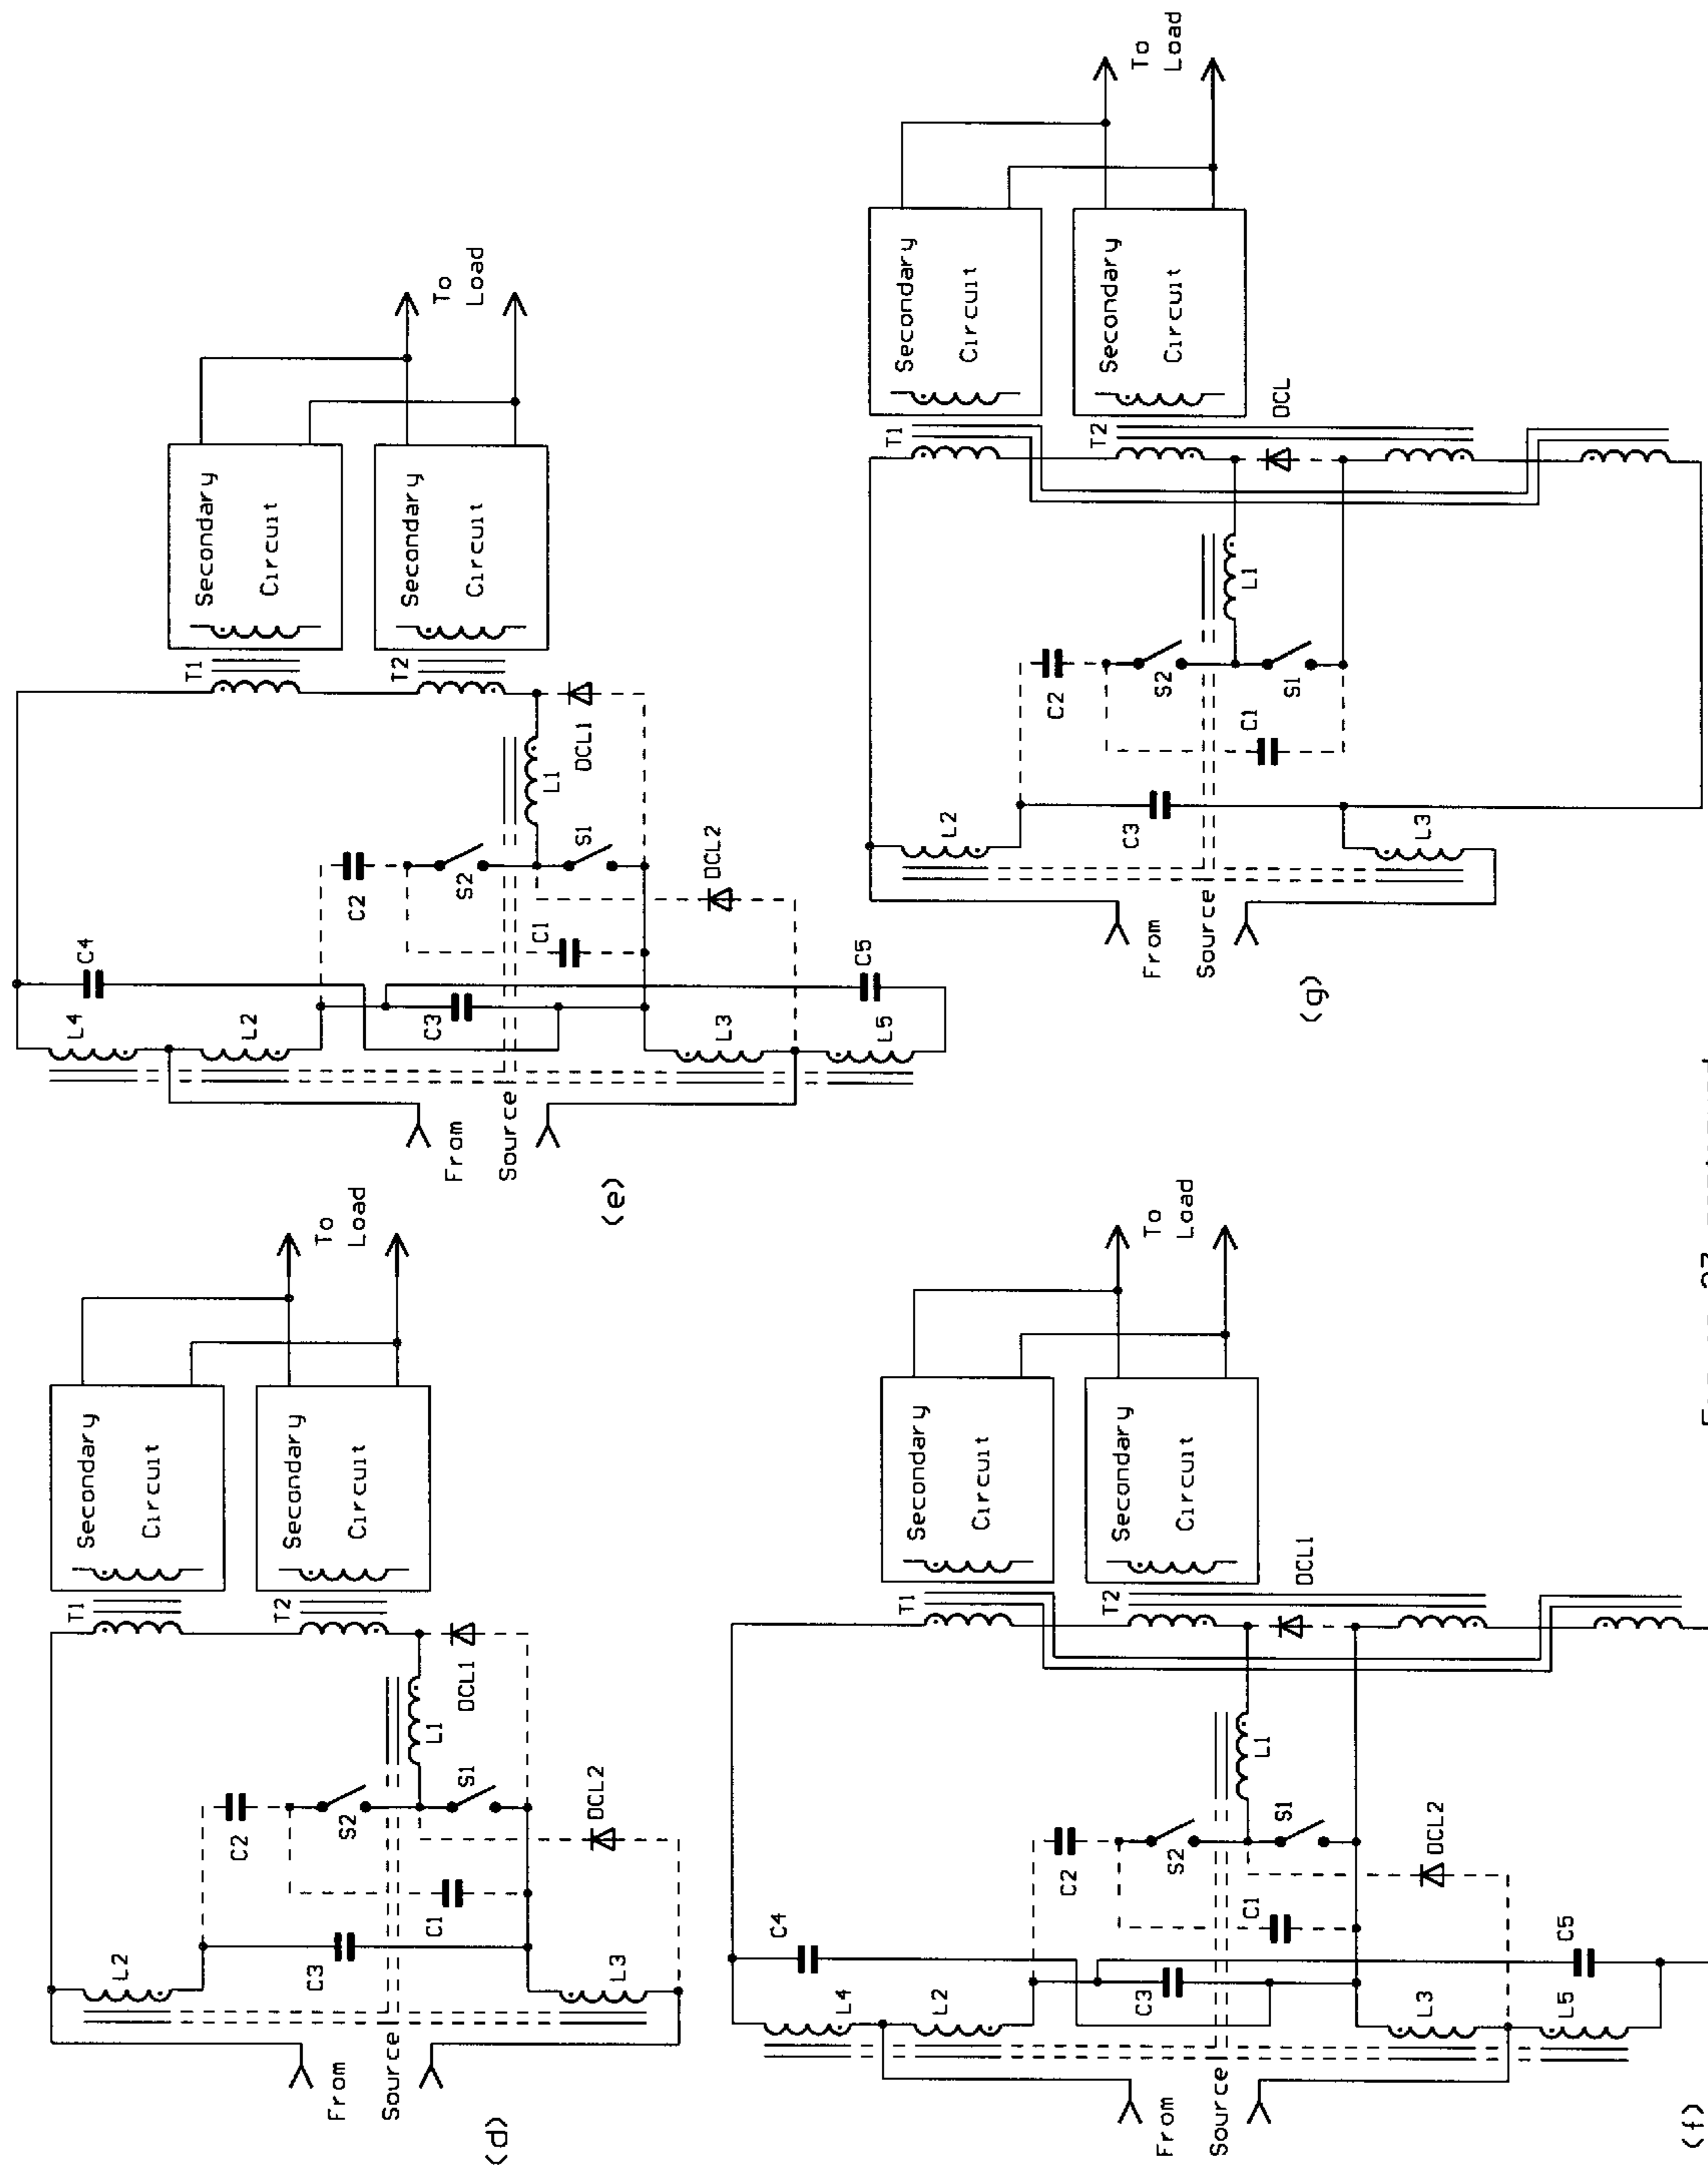 L2
C3
L3
C2
C1
S2
S1
L1
DCL1
DCL2
T1
T2
Secondary
Circuit
Secondary
Circuit
To
Load
From
Source
(d)
L4
C4
L2
C3
L3
L5
C5
C2
C1
S2
S1
L1
DCL1
DCL2
T1
T2
Secondary
Circuit
Secondary
Circuit
To
Load
From
Source
(e)
L4
C4
L2
C3
L3
L5
C5
C2
C1
S2
S1
L1
DCL1
DCL2
T1
T2
Secondary
Circuit
Secondary
Circuit
To
Load
From
Source
(f)
L2
C3
L3
C2
C1
S2
S1
L1
DCL
T1
T2
Secondary
Circuit
Secondary
Circuit
To
Load
From
Source
(g)